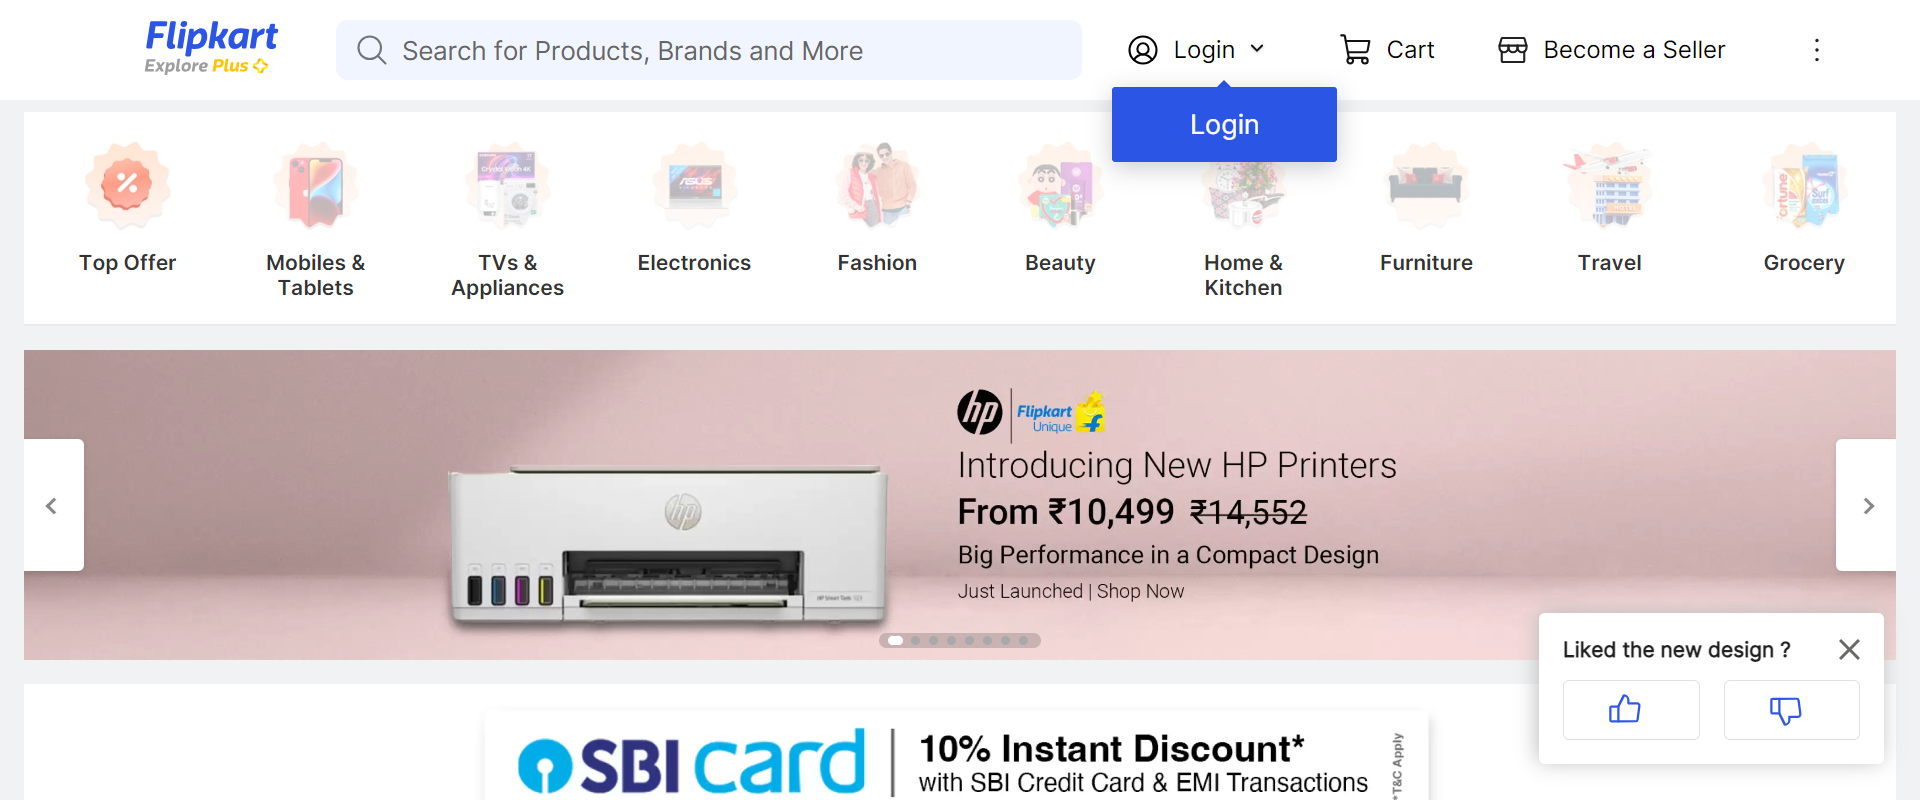 Flipkart
Explore Plus
Search for Products, Brands and More
Login
Cart
Become a Seller
Login
Top Offer
Mobiles &
Tablets
TVs &
Appliances
Electronics
Fashion
Beauty
Home &
Kitchen
Furniture
Travel
Grocery
hp
Flipkart
Unique
Introducing New HP Printers
From ₹10,499 ₹14,552
Big Performance in a Compact Design
Just Launched | Shop Now
hp
Liked the new design ?
SBI card
10% Instant Discount*
with SBI Credit Card & EMI Transactions
*T&C Apply